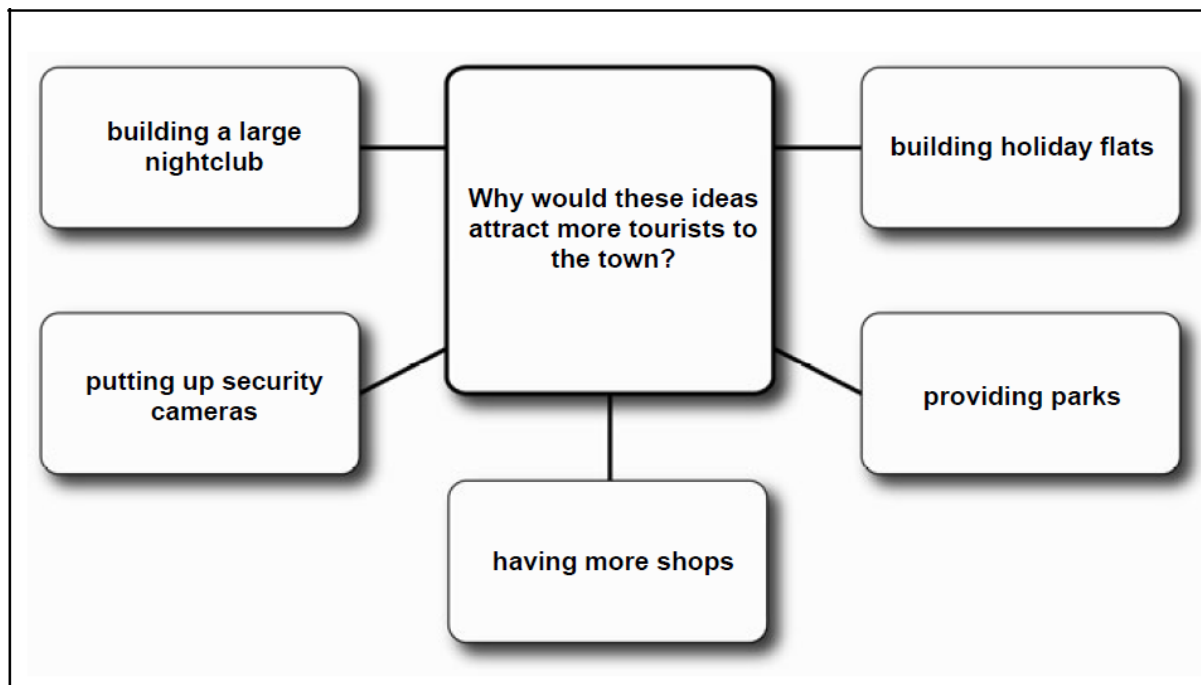 building a large
nightclub
Why would these ideas
attract more tourists to
the town?
building holiday flats
putting up security
cameras
providing parks
having more shops